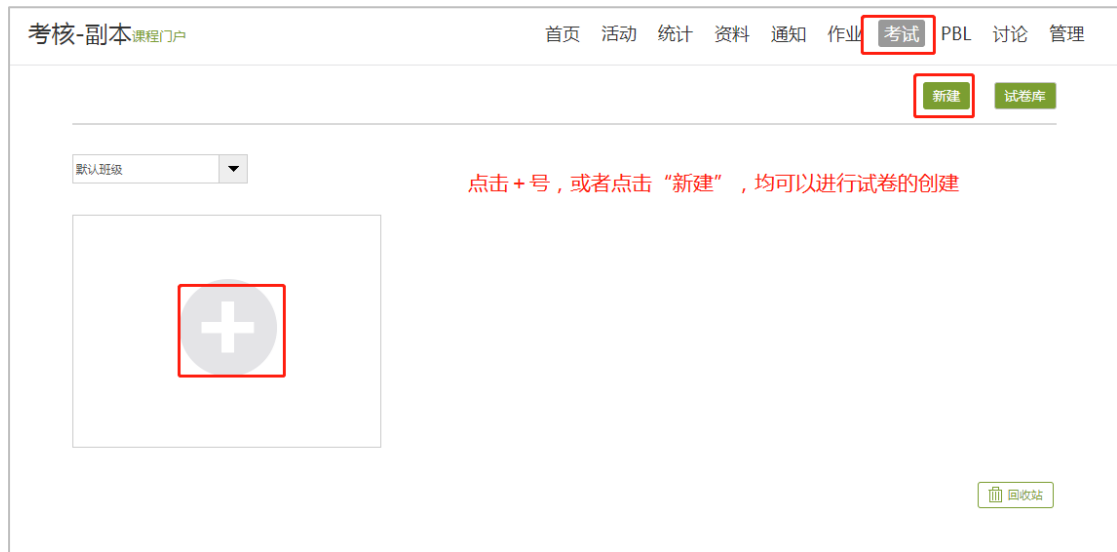 考核-副本课程门户 首页 活动 统计 资料 通知 作业 考试 PBL 讨论 管理
新建 试卷库
默认班级
点击+号，或者点击“新建”，均可以进行试卷的创建
回收站